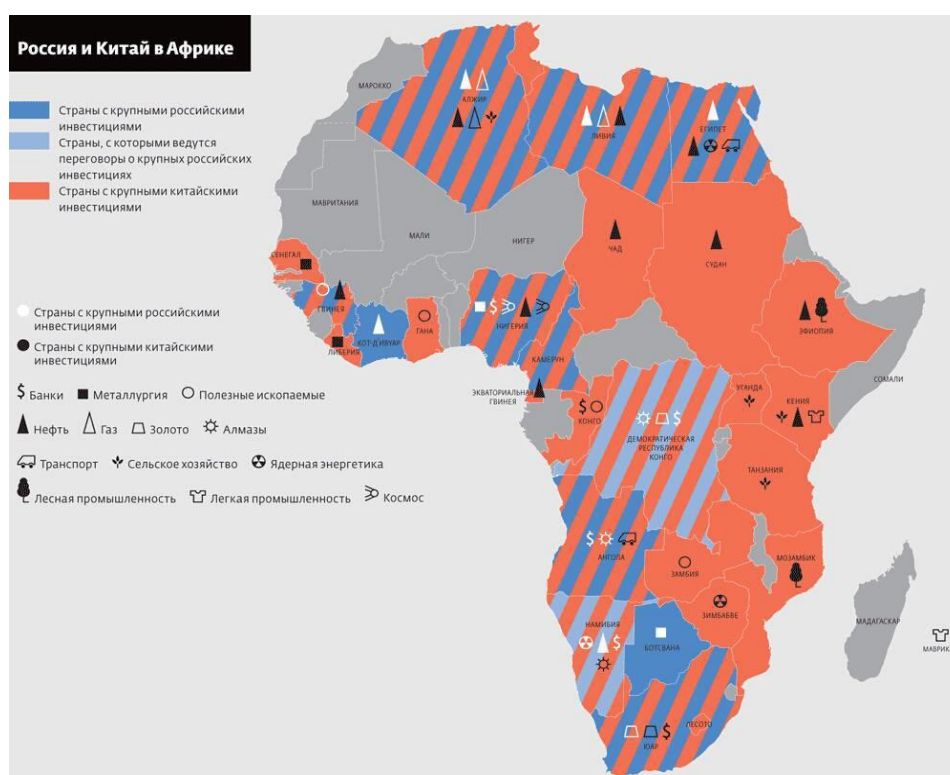 Россия и Китай в Африке
Страны с крупными российскими
инвестициями
Страны, с которыми ведутся
переговоры о крупных российских
инвестициях
Страны с крупными китайскими
инвестициями
Страны с крупными российскими
инвестициями
Страны с крупными китайскими
инвестициями
$ Банки Металлургия Полезные ископаемые
Нефть Газ Золото Алмазы
Транспорт Сельское хозяйство Ядерная энергетика
Лесная промышленность Легкая промышленность Космос
МАРОККО
АЛЖИР
ЛИВИЯ
ЕГИПЕТ
МАВРИТАНИЯ
МАЛИ
НИГЕР
ЧАД
СУДАН
СЕНЕГАЛ
ГВИНЕЯ
ЛИБЕРИЯ
КОТ-Д'ИВУАР
ГАНА
$
НИГЕРИЯ
КАМЕРУН
ЭФИОПИЯ
СОМАЛИ
ЭКВАТОРИАЛЬНАЯ
ГВИНЕЯ
$
КОНГО
$
ДЕМОКРАТИЧЕСКАЯ
РЕСПУБЛИКА
КОНГО
УГАНДА
КЕНИЯ
ТАНЗАНИЯ
$
АНГОЛА
ЗАМБИЯ
МОЗАМБИК
ЗИМБАБВЕ
НАМИБИЯ
$
БОТСВАНА
МАДАГАСКАР
МАВРИК
ЛЕСОТО
$
ЮАР